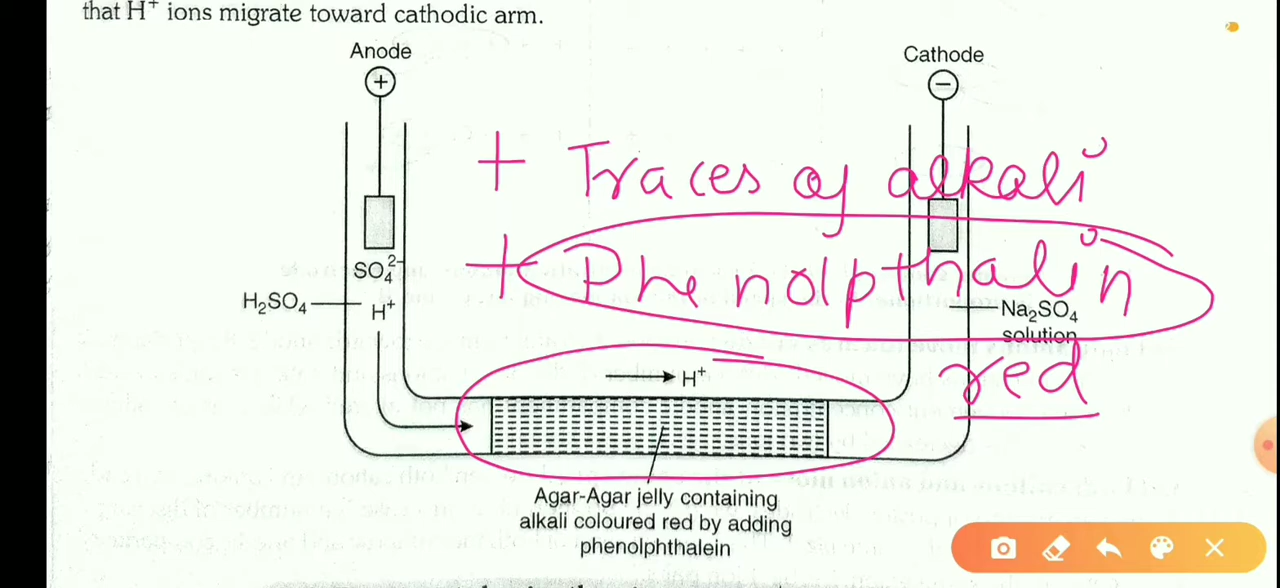 that H⁺ ions migrate toward cathodic arm.
Anode
Cathode
+
−
+ Traces of alkali
+ Phenolpthalin
red
SO₄²⁻
H₂SO₄
H⁺
Na₂SO₄
solution
H⁺
Agar-Agar jelly containing
alkali coloured red by adding
phenolphthalein